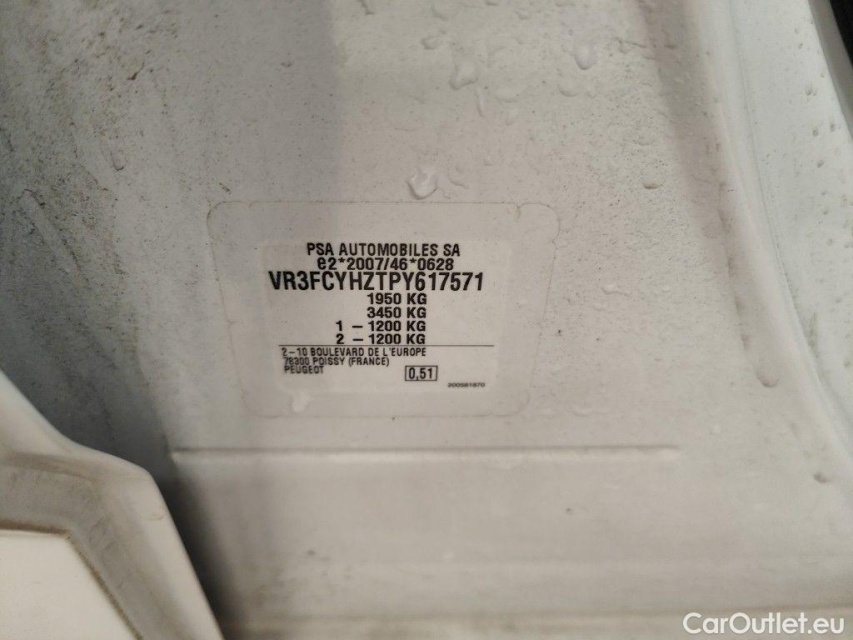 PSA AUTOMOBILES SA
e2*2007/46*0628
VR3FCYHZTPY617571
1950 KG
3450 KG
1 – 1200 KG
2 – 1200 KG
2 – 10 BOULEVARD DE L'EUROPE
78300 POISSY (FRANCE)
PEUGEOT
0,51
200581870
CarOutlet.eu